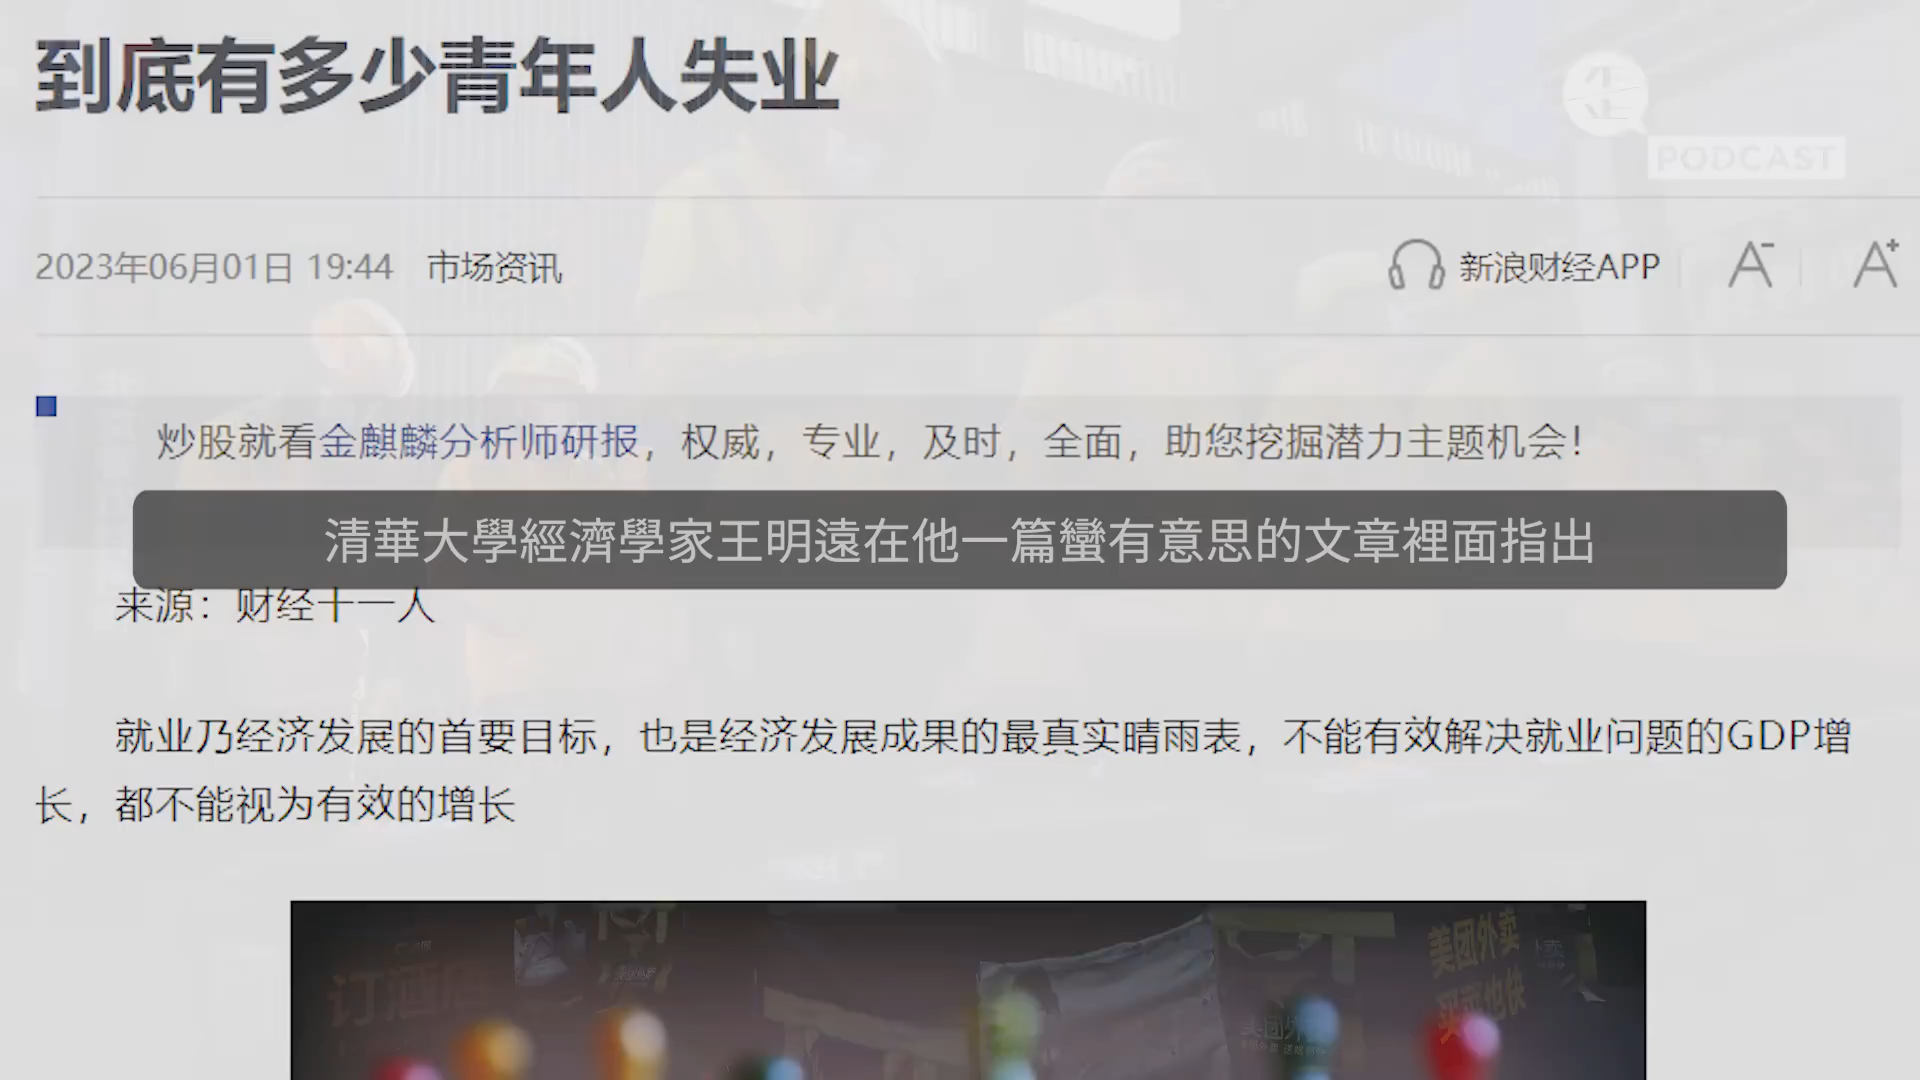 到底有多少青年人失业
PODCAST
2023年06月01日 19:44 市场资讯
新浪财经APP
A-
A+
炒股就看金麒麟分析师研报，权威，专业，及时，全面，助您挖掘潜力主题机会！
清華大學經濟學家王明遠在他一篇蠻有意思的文章裡面指出
来源：财经十一人
就业乃经济发展的首要目标，也是经济发展成果的最真实晴雨表，不能有效解决就业问题的GDP增
长，都不能视为有效的增长
美团外卖
订酒店